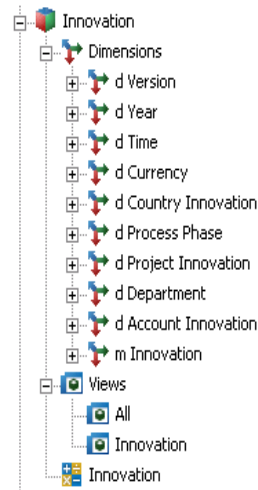 Innovation
Dimensions
d Version
d Year
d Time
d Currency
d Country Innovation
d Process Phase
d Project Innovation
d Department
d Account Innovation
m Innovation
Views
All
Innovation
Innovation